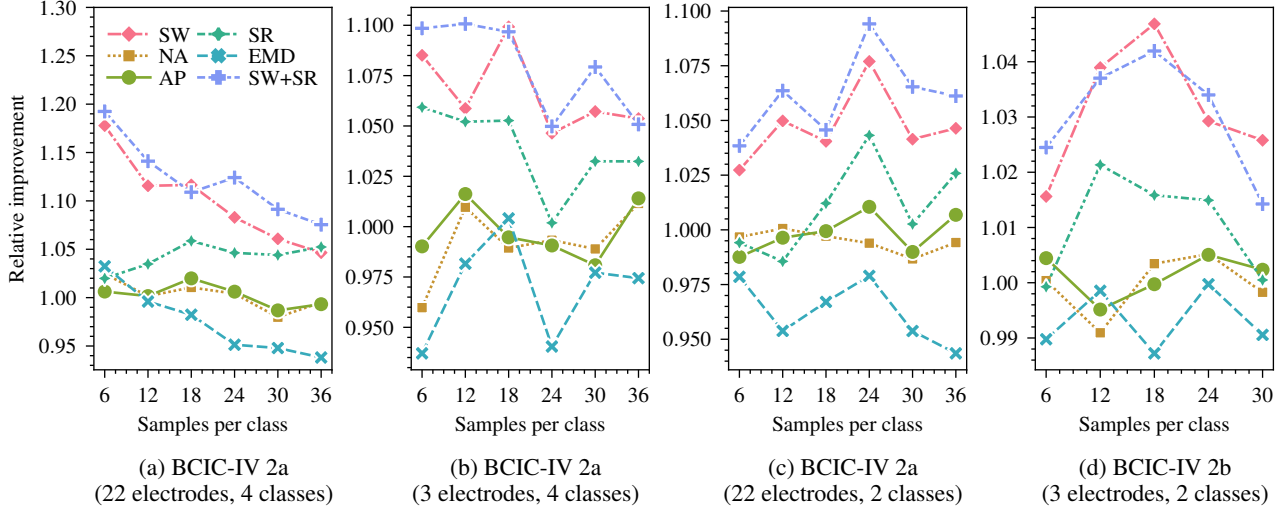 Relative improvement
1.30
1.25
1.20
1.15
1.10
1.05
1.00
0.95
SW
NA
AP
SR
EMD
SW+SR
6 12 18 24 30 36
Samples per class
(a) BCIC-IV 2a
(22 electrodes, 4 classes)
1.100
1.075
1.050
1.025
1.000
0.975
0.950
6 12 18 24 30 36
Samples per class
(b) BCIC-IV 2a
(3 electrodes, 4 classes)
1.100
1.075
1.050
1.025
1.000
0.975
0.950
6 12 18 24 30 36
Samples per class
(c) BCIC-IV 2a
(22 electrodes, 2 classes)
1.04
1.03
1.02
1.01
1.00
0.99
6 12 18 24 30
Samples per class
(d) BCIC-IV 2b
(3 electrodes, 2 classes)